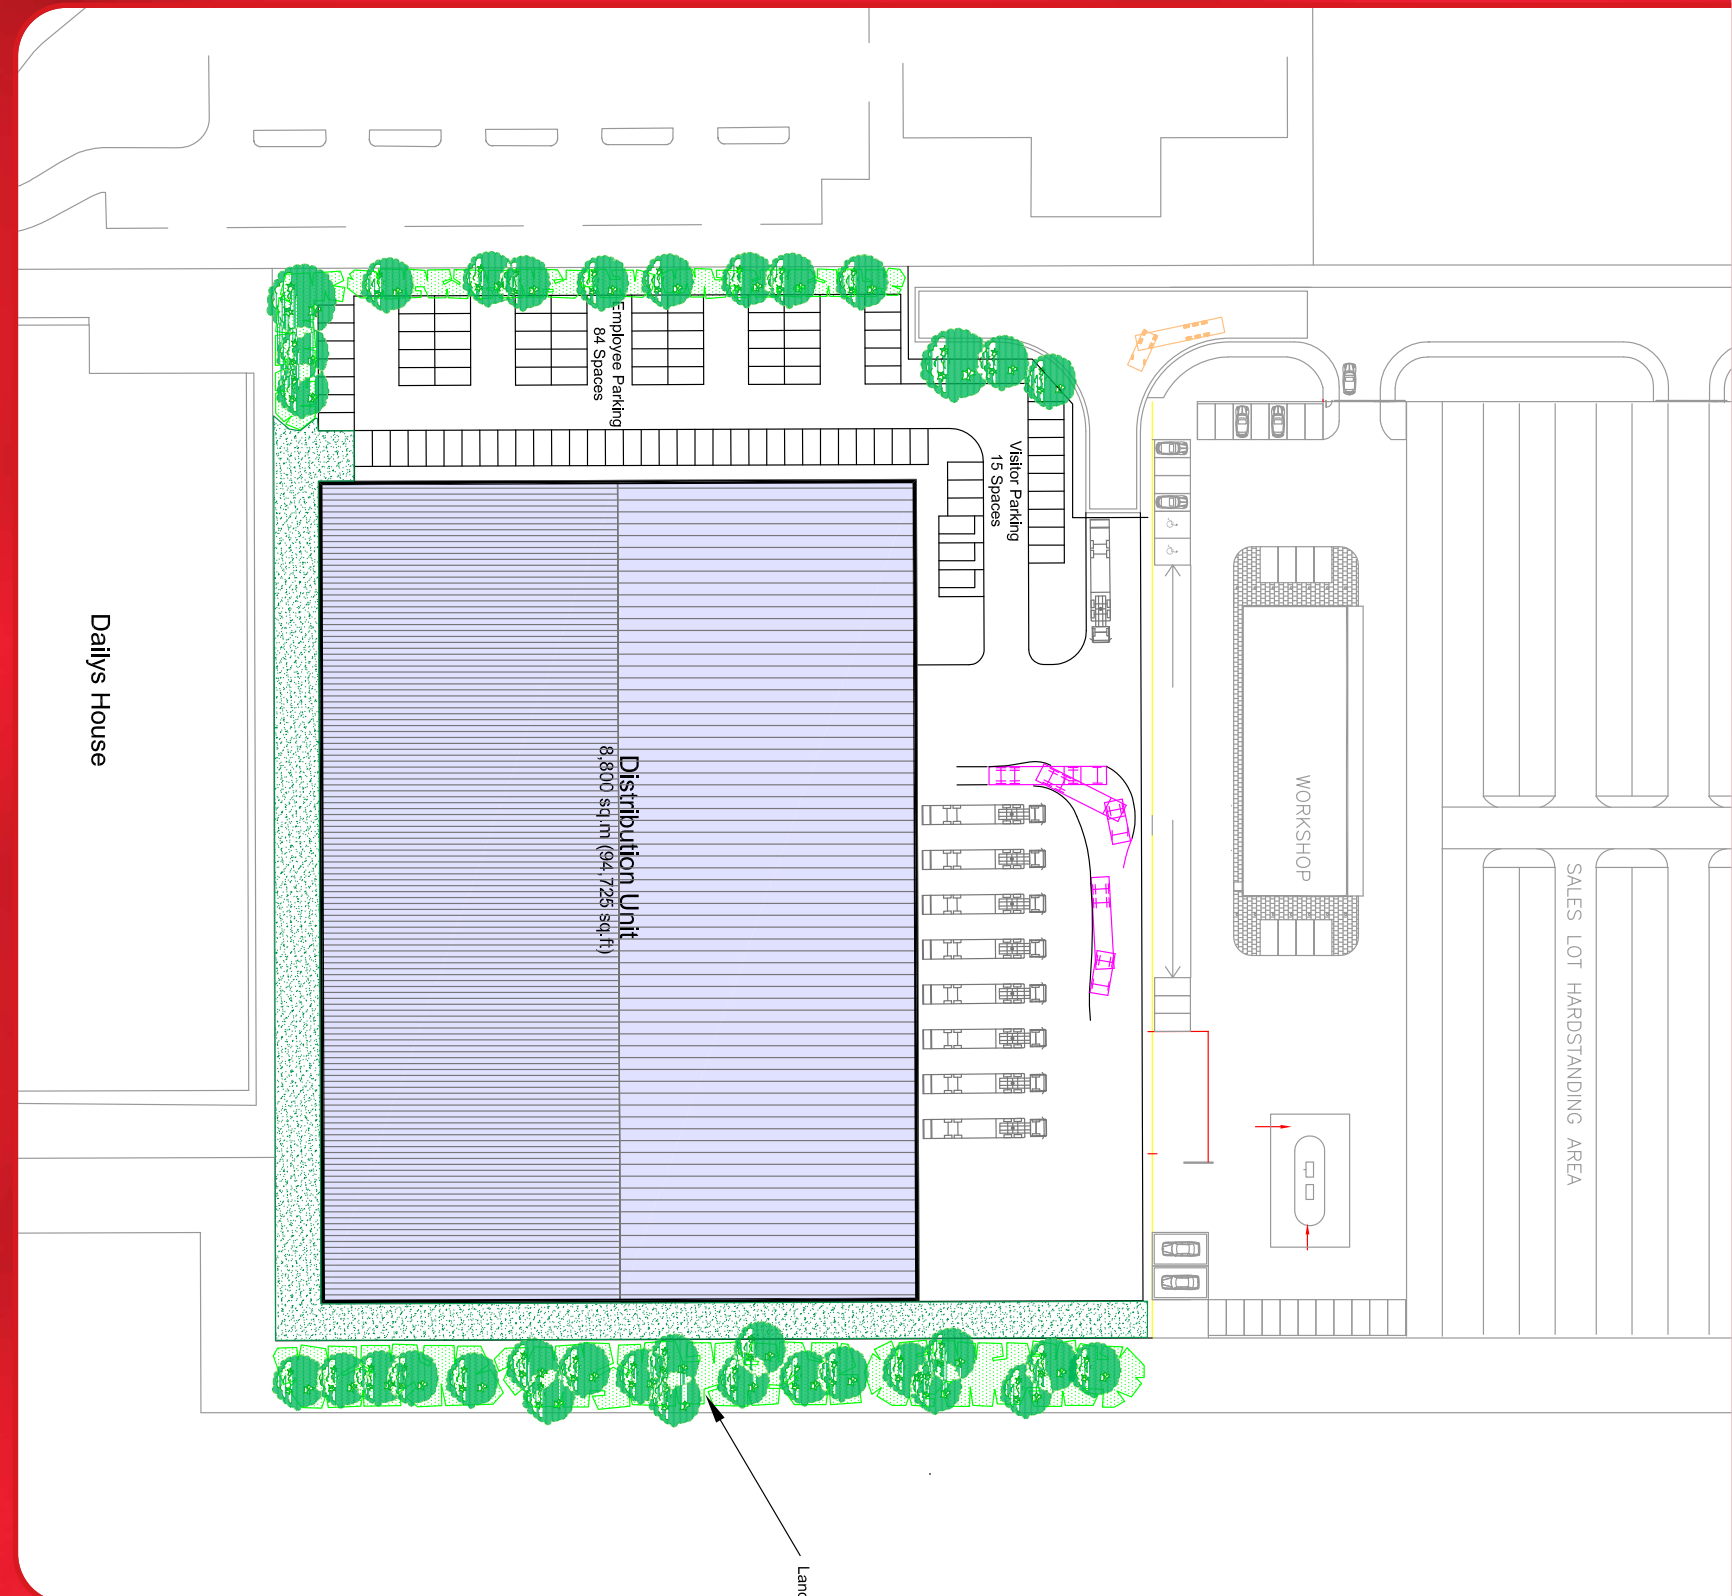 Employee Parking
84 Spaces
Visitor Parking
15 Spaces
Dailys House
Distribution Unit
8,800 sq.m (94,725 sq.ft)
WORKSHOP
SALES LOT HARDSTANDING AREA